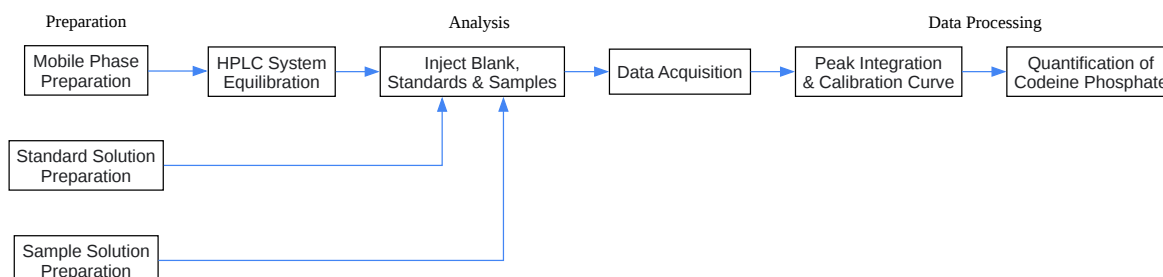 Preparation
Analysis
Data Processing
Mobile Phase
Preparation
HPLC System
Equilibration
Inject Blank,
Standards & Samples
Data Acquisition
Peak Integration
& Calibration Curve
Quantification of
Codeine Phosphate
Standard Solution
Preparation
Sample Solution
Preparation